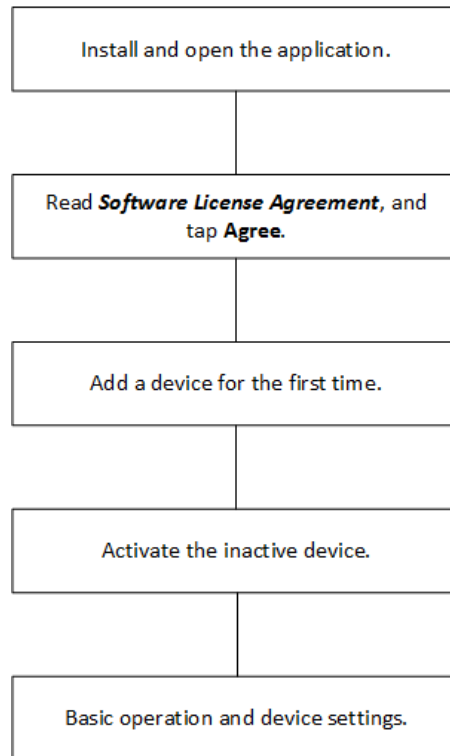 Install and open the application.
Read Software License Agreement, and
tap Agree.
Add a device for the first time.
Activate the inactive device.
Basic operation and device settings.